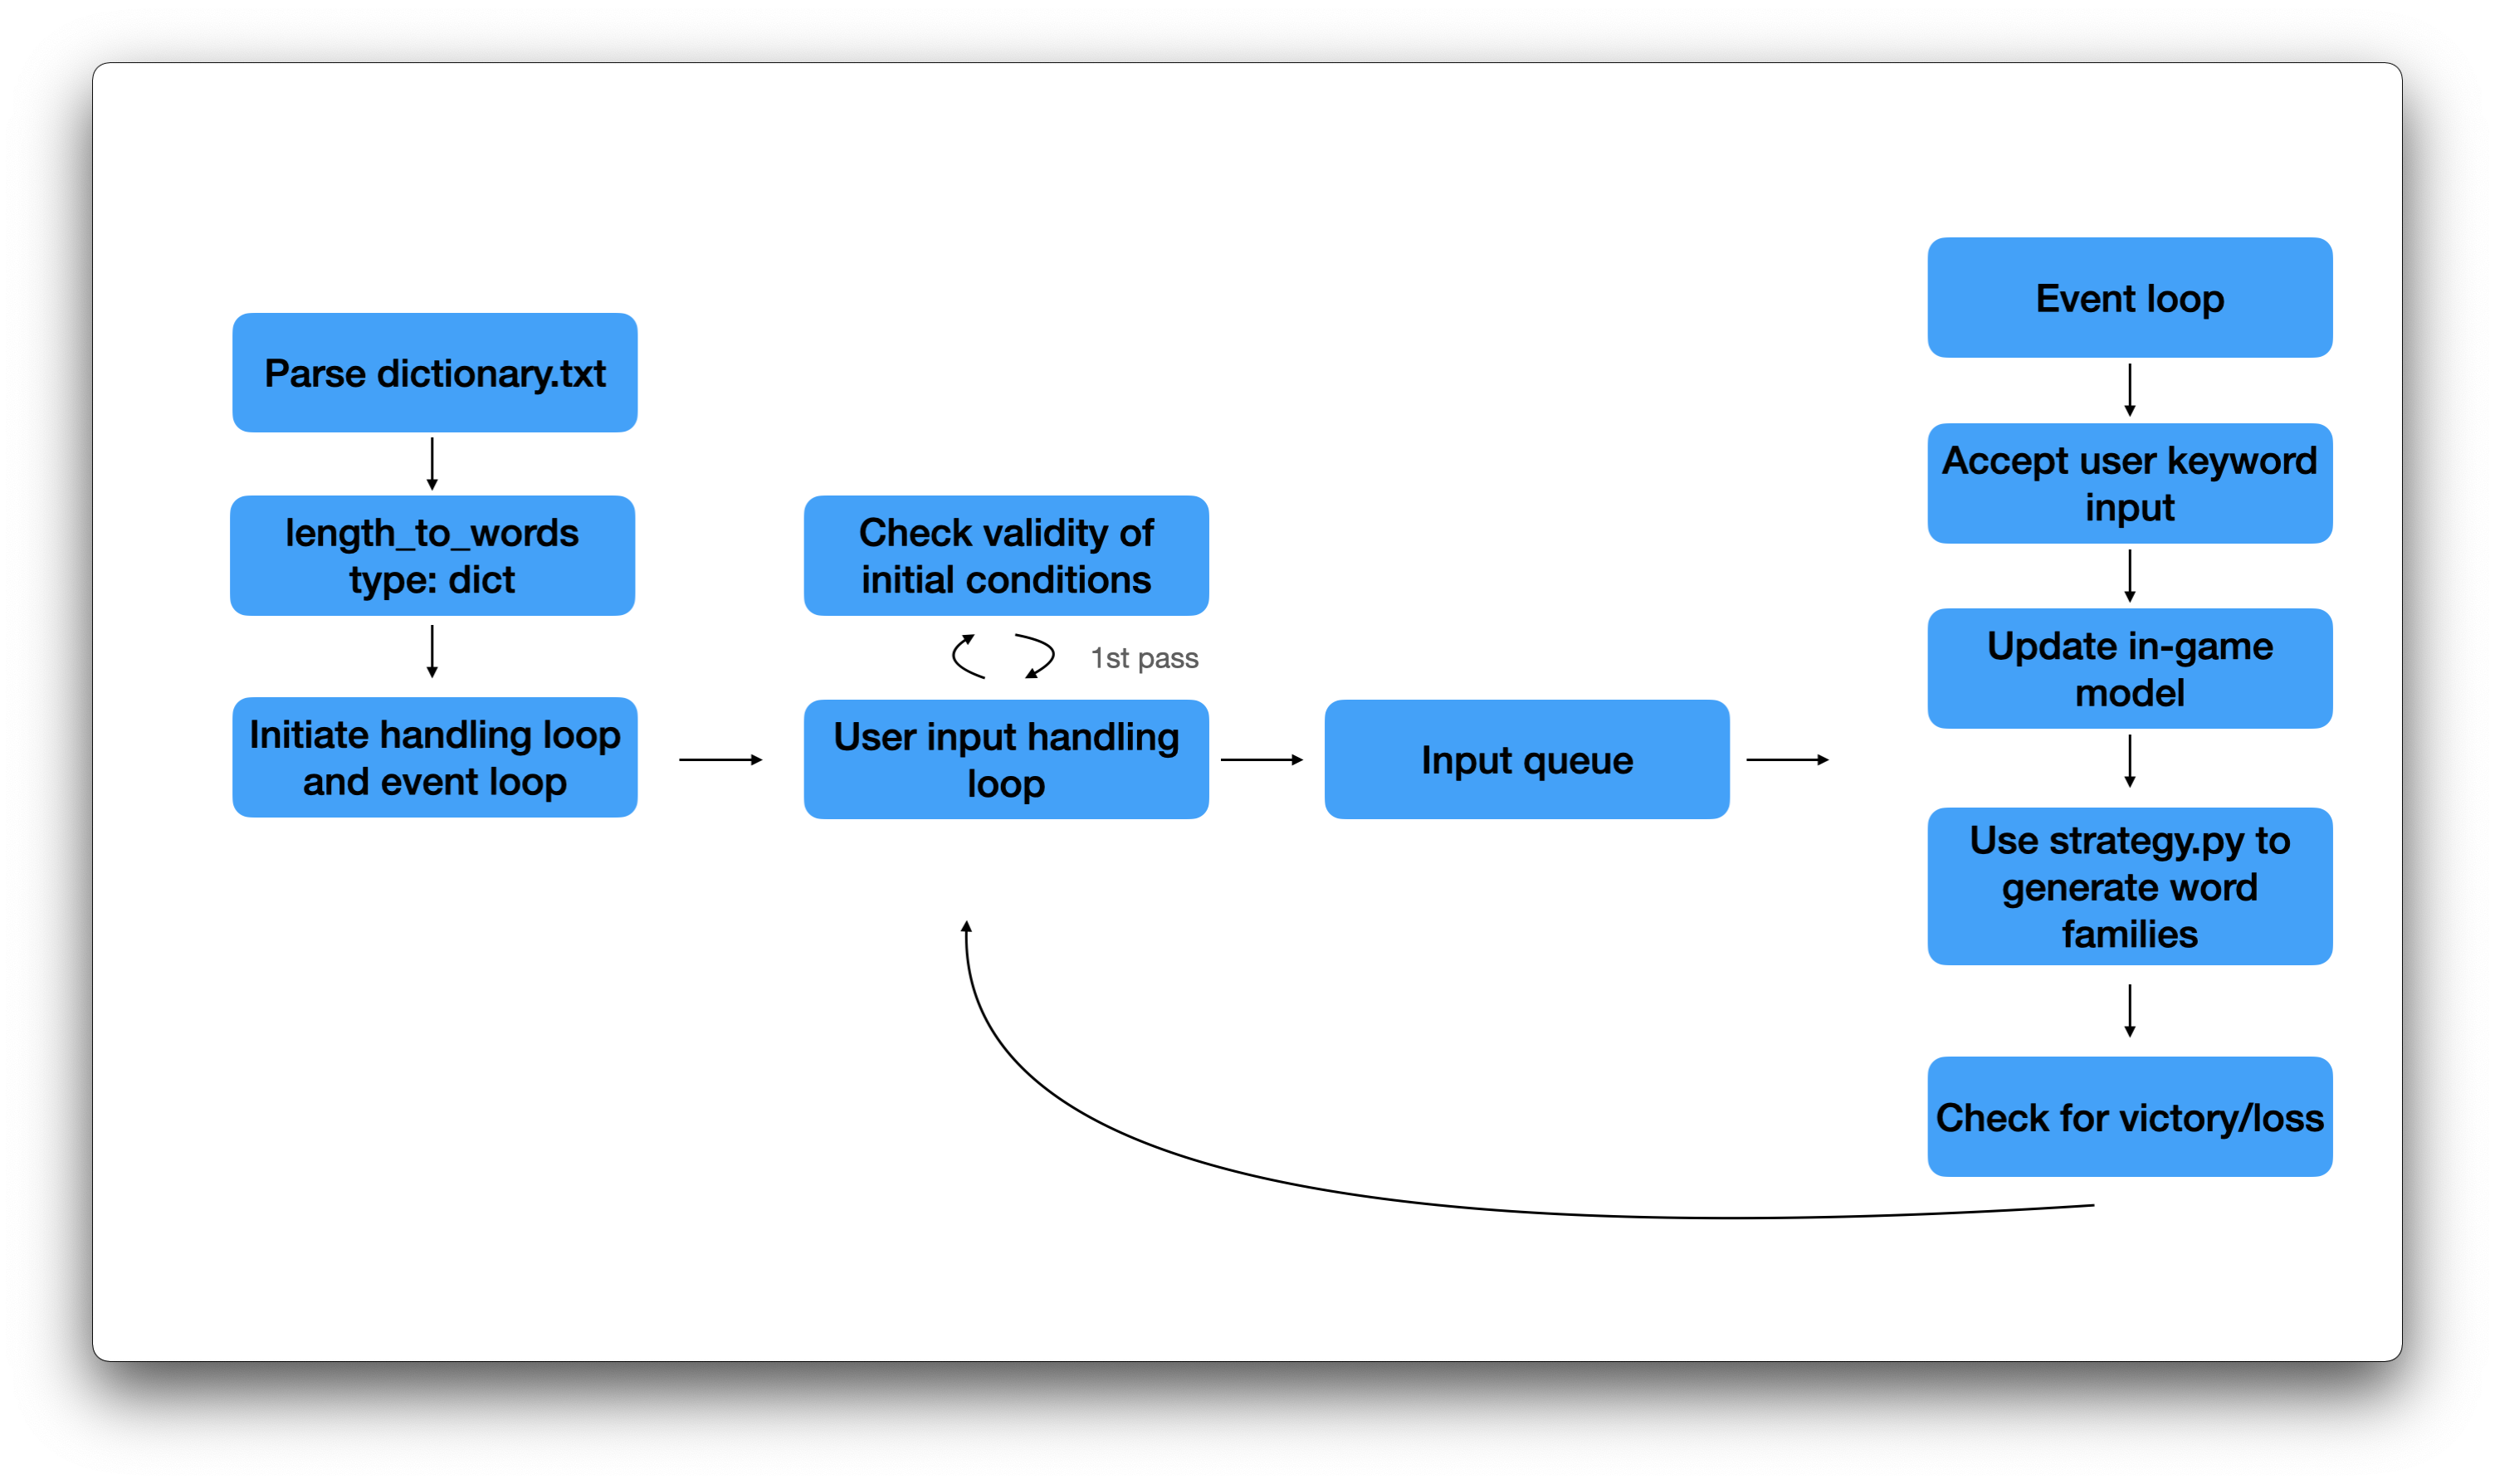 Parse dictionary.txt
length_to_words
type: dict
Initiate handling loop
and event loop
Check validity of
initial conditions
1st pass
User input handling
loop
Input queue
Event loop
Accept user keyword
input
Update in-game
model
Use strategy.py to
generate word
families
Check for victory/loss